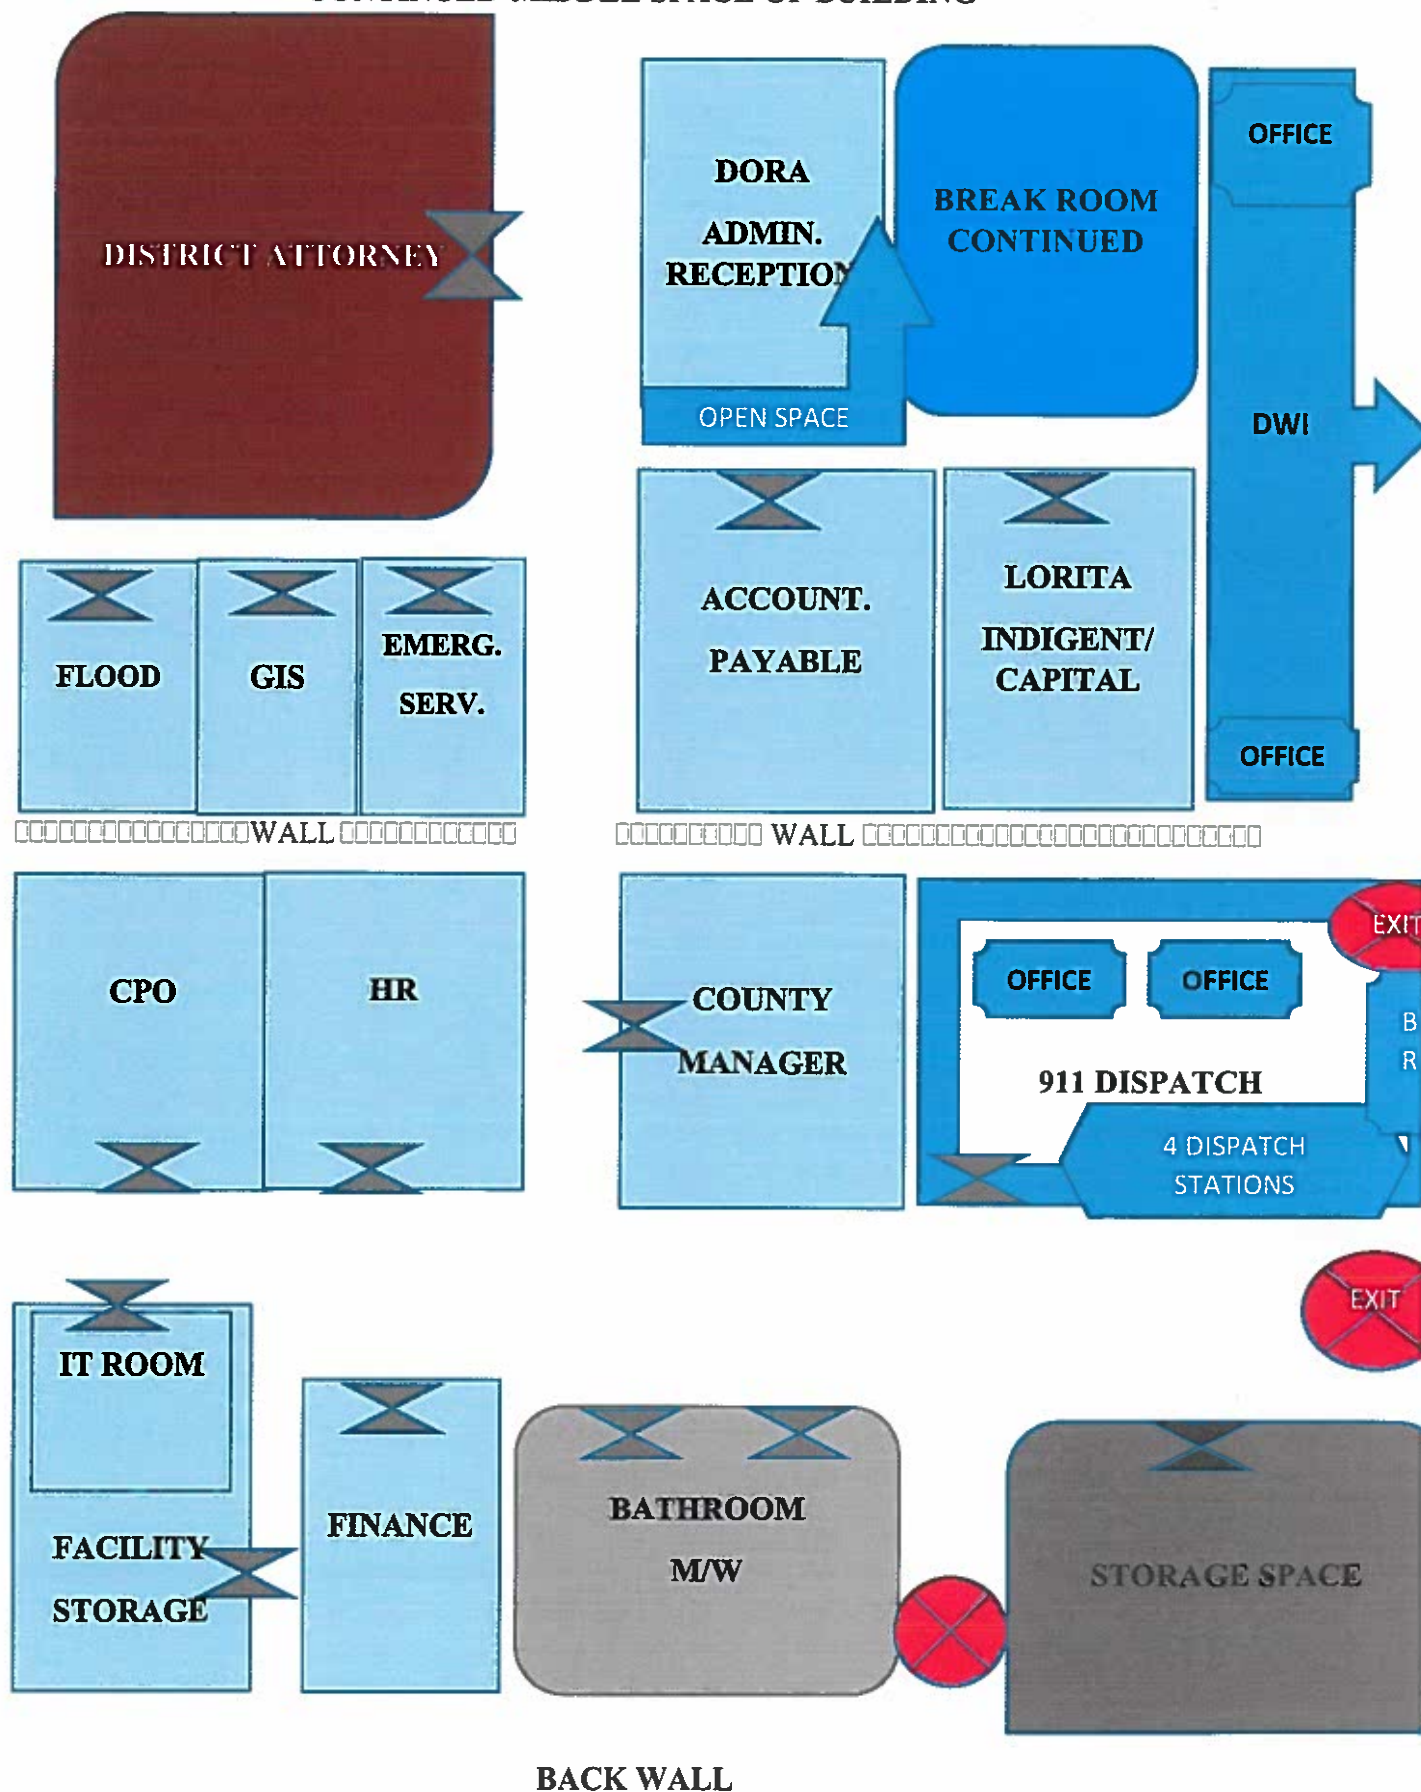 DISTRICT ATTORNEY
DORA
ADMIN.
RECEPTION
OPEN SPACE
BREAK ROOM
CONTINUED
OFFICE
DWI
OFFICE
ACCOUNT.
PAYABLE
LORITA
INDIGENT/
CAPITAL
FLOOD
GIS
EMERG.
SERV.
WALL
WALL
CPO
HR
COUNTY
MANAGER
OFFICE
OFFICE
EXIT
B
R
911 DISPATCH
4 DISPATCH
STATIONS
EXIT
IT ROOM
FACILITY
STORAGE
FINANCE
BATHROOM
M/W
STORAGE SPACE
BACK WALL